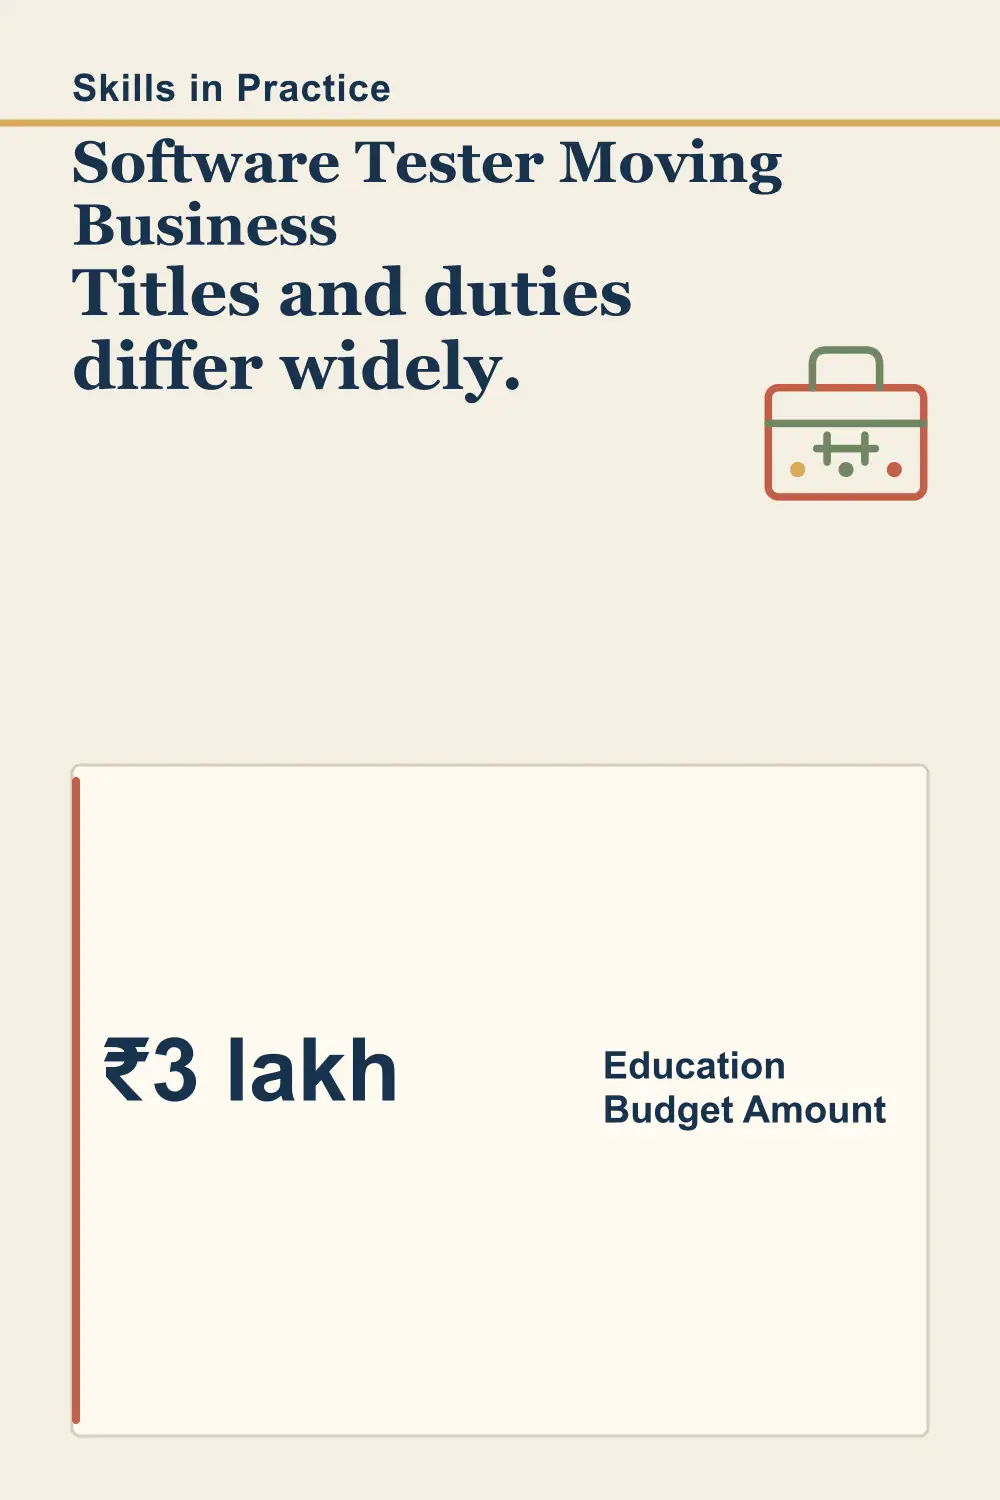 Skills in Practice
Software Tester Moving
Business
Titles and duties
differ widely.
₹3 lakh
Education
Budget Amount